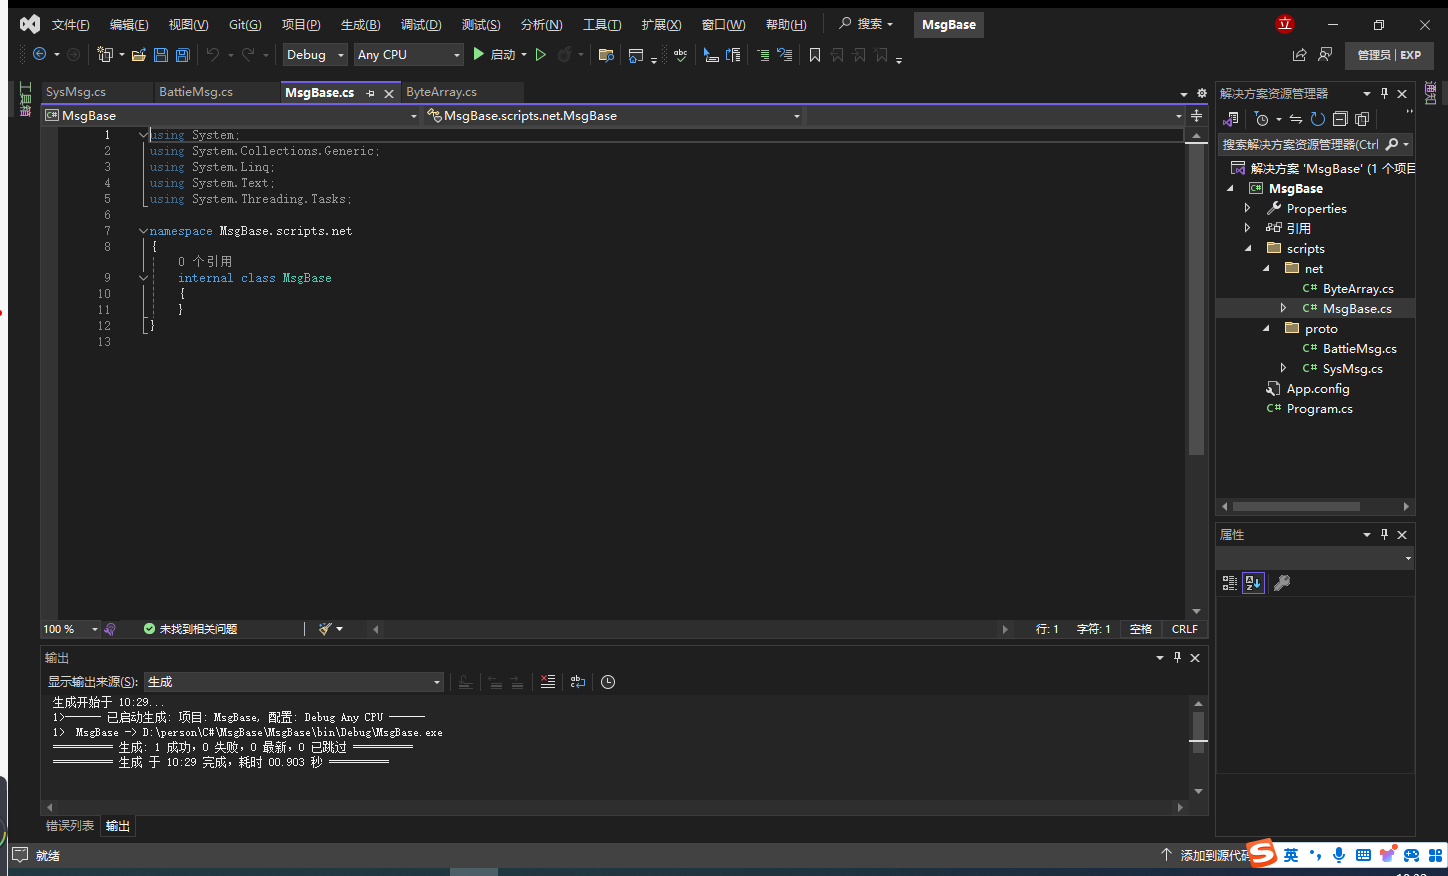 文件(F) 编辑(E) 视图(V) Git(G) 项目(P) 生成(B) 调试(D) 测试(S) 分析(N) 工具(T) 扩展(X) 窗口(W) 帮助(H) 搜索 MsgBase 立
Debug Any CPU 启动 管理员 EXP
工具箱
SysMsg.cs BattieMsg.cs MsgBase.cs ByteArray.cs
MsgBase MsgBase.scripts.net.MsgBase
1 using System;
2 using System.Collections.Generic;
3 using System.Linq;
4 using System.Text;
5 using System.Threading.Tasks;
6
7 namespace MsgBase.scripts.net
8 {
0 个引用
9 internal class MsgBase
10 {
11 }
12 }
13
100 % 未找到相关问题 行: 1 字符: 1 空格 CRLF
输出
显示输出来源(S): 生成
生成开始于 10:29...
1>------ 已启动生成: 项目: MsgBase, 配置: Debug Any CPU ------
1> MsgBase -> D:\person\C#\MsgBase\MsgBase\bin\Debug\MsgBase.exe
========== 生成: 1 成功，0 失败，0 最新，0 已跳过 ==========
========== 生成 于 10:29 完成，耗时 00.903 秒 ==========
错误列表 输出
解决方案资源管理器
通知
搜索解决方案资源管理器(Ctrl
解决方案 'MsgBase' (1 个项目
C# MsgBase
Properties
引用
scripts
net
C# ByteArray.cs
C# MsgBase.cs
proto
C# BattieMsg.cs
C# SysMsg.cs
App.config
C# Program.cs
属性
就绪 添加到源代码 英